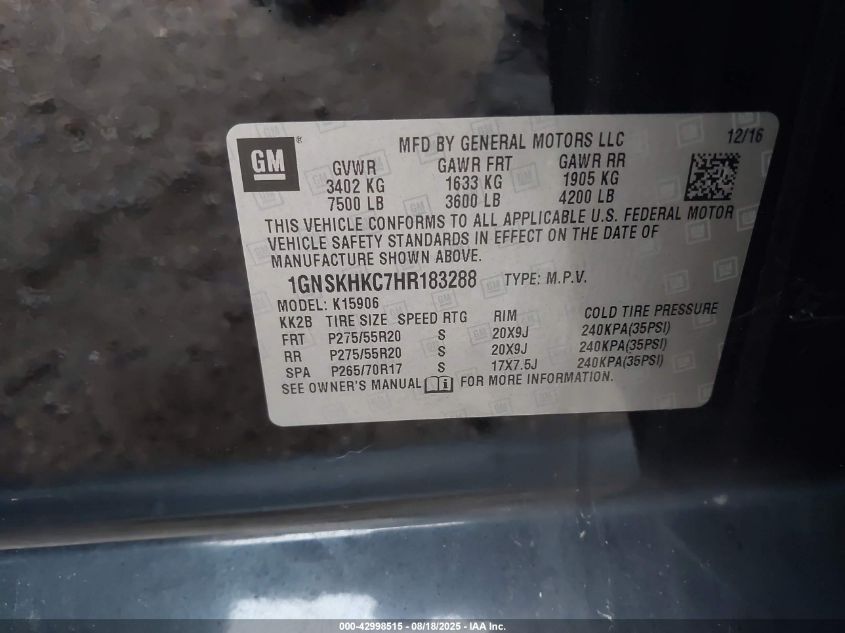 GM ®
MFD BY GENERAL MOTORS LLC 12/16
GVWR GAWR FRT GAWR RR
3402 KG 1633 KG 1905 KG
7500 LB 3600 LB 4200 LB
THIS VEHICLE CONFORMS TO ALL APPLICABLE U.S. FEDERAL MOTOR
VEHICLE SAFETY STANDARDS IN EFFECT ON THE DATE OF
MANUFACTURE SHOWN ABOVE.
1GNSKHKC7HR183288 TYPE: M.P.V.
MODEL: K15906
KK2B TIRE SIZE SPEED RTG RIM COLD TIRE PRESSURE
FRT P275/55R20 S 20X9J 240KPA(35PSI)
RR P275/55R20 S 20X9J 240KPA(35PSI)
SPA P265/70R17 S 17X7.5J 240KPA(35PSI)
SEE OWNER'S MANUAL FOR MORE INFORMATION.
000-42998515 - 08/18/2025 - IAA Inc.